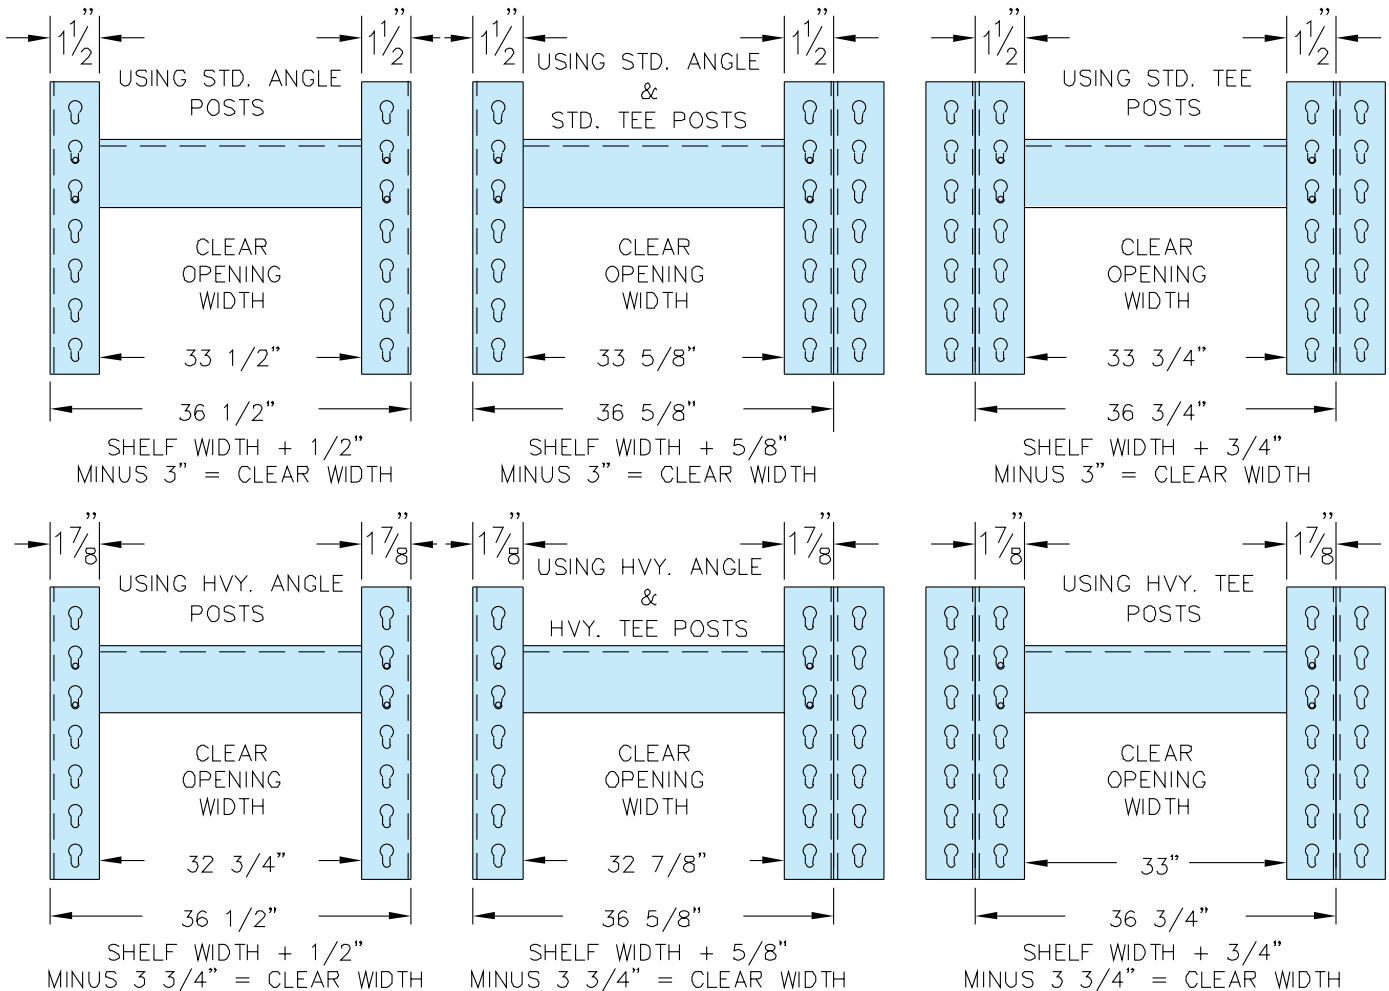 1 1/2"
1 1/2"
USING STD. ANGLE
POSTS
CLEAR
OPENING
WIDTH
33 1/2"
36 1/2"
SHELF WIDTH + 1/2"
MINUS 3" = CLEAR WIDTH
1 1/2"
1 1/2"
USING STD. ANGLE
&
STD. TEE POSTS
CLEAR
OPENING
WIDTH
33 5/8"
36 5/8"
SHELF WIDTH + 5/8"
MINUS 3" = CLEAR WIDTH
1 1/2"
1 1/2"
USING STD. TEE
POSTS
CLEAR
OPENING
WIDTH
33 3/4"
36 3/4"
SHELF WIDTH + 3/4"
MINUS 3" = CLEAR WIDTH
1 7/8"
1 7/8"
USING HVY. ANGLE
POSTS
CLEAR
OPENING
WIDTH
32 3/4"
36 1/2"
SHELF WIDTH + 1/2"
MINUS 3 3/4" = CLEAR WIDTH
1 7/8"
1 7/8"
USING HVY. ANGLE
&
HVY. TEE POSTS
CLEAR
OPENING
WIDTH
32 7/8"
36 5/8"
SHELF WIDTH + 5/8"
MINUS 3 3/4" = CLEAR WIDTH
1 7/8"
1 7/8"
USING HVY. TEE
POSTS
CLEAR
OPENING
WIDTH
33"
36 3/4"
SHELF WIDTH + 3/4"
MINUS 3 3/4" = CLEAR WIDTH